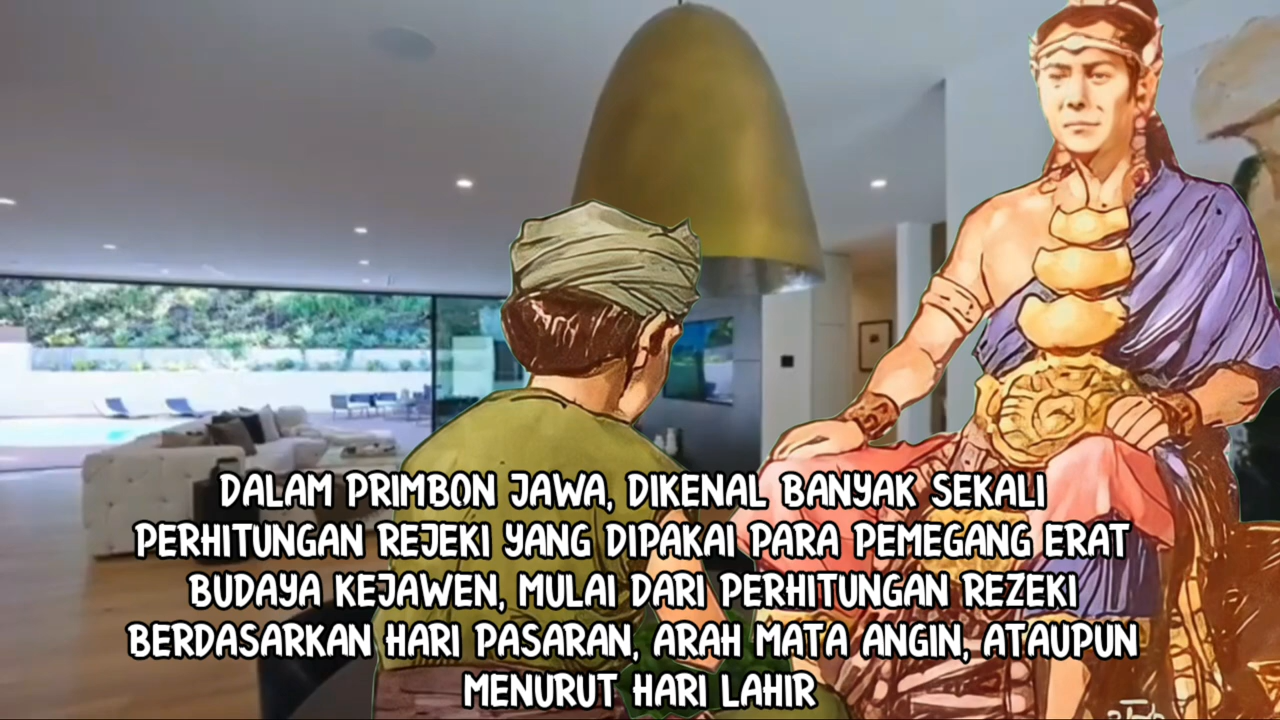 DALAM PRIMBON JAWA, DIKENAL BANYAK SEKALI
PERHITUNGAN REJEKI YANG DIPAKAI PARA PEMEGANG ERAT
BUDAYA KEJAWEN, MULAI DARI PERHITUNGAN REZEKI
BERDASARKAN HARI PASARAN, ARAH MATA ANGIN, ATAUPUN
MENURUT HARI LAHIR